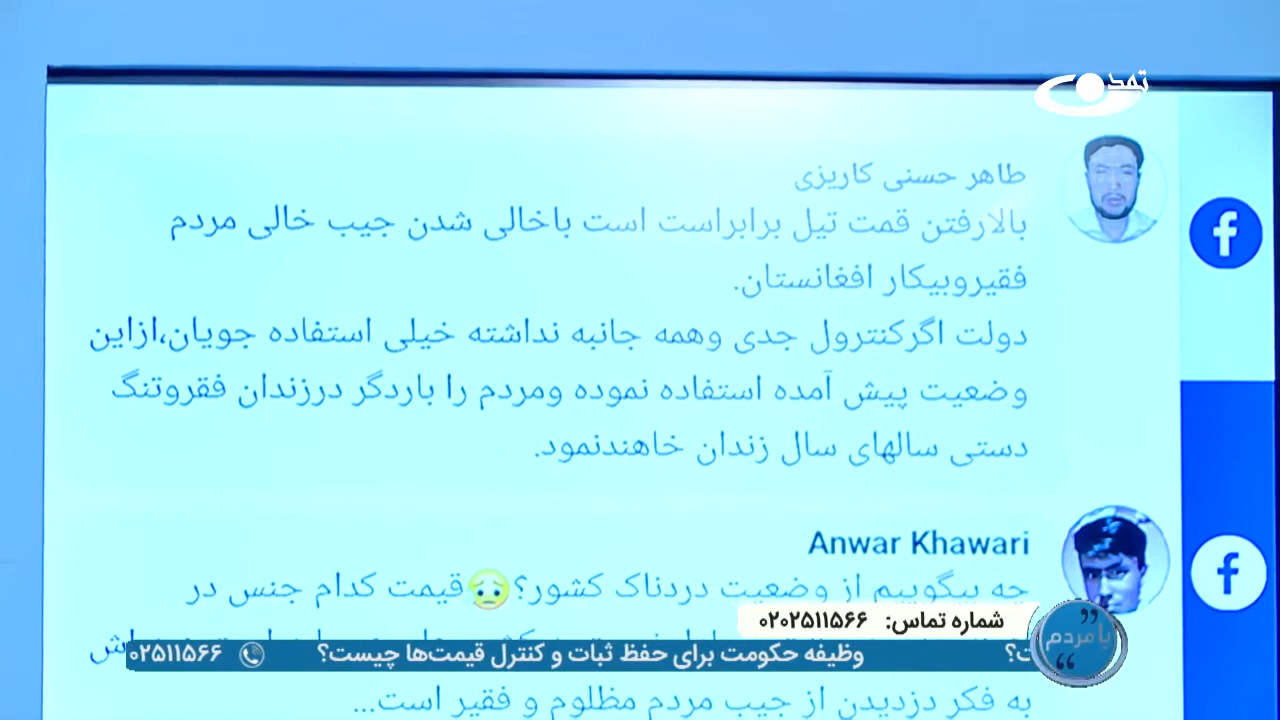 تمدن
طاهر حسنی کاریزی
بالارفتن قمت تیل برابراست است باخالی شدن جیب خالی مردم
فقیروبیکار افغانستان.
دولت اگرکنترول جدی وهمه جانبه نداشته خیلی استفاده جویان،ازاین
وضعیت پیش آمده استفاده نموده ومردم را باردگر درزندان فقروتنگ
دستی سالهای سال زندان خاهندنمود.
Anwar Khawari
چه بیگوییم از وضعیت دردناک کشور؟😥قیمت کدام جنس در
شماره تماس: ۰۲۰۲۵۱۱۵۶۶
با مردم
ت؟ وظیفه حکومت برای حفظ ثبات و کنترل قیمت‌ها چیست؟ ۰۲۵۱۱۵۶۶
به فکر دزدیدن از جیب مردم مظلوم و فقیر است...